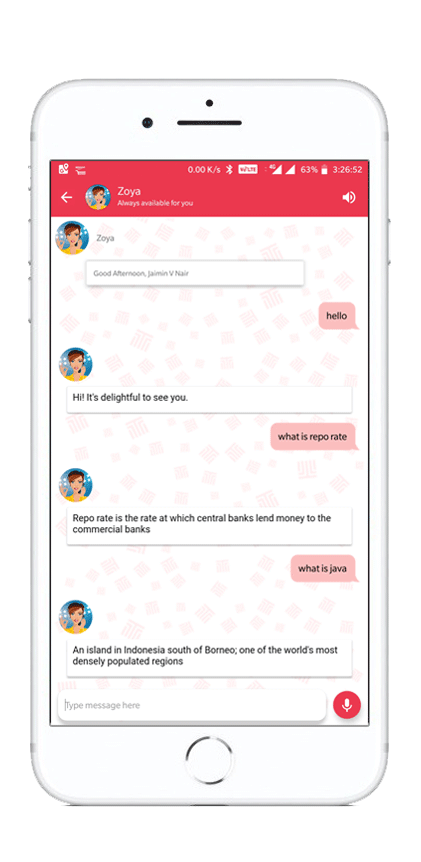 0.00 K/s VoLTE 4G 63% 3:26:52
Zoya
Always available for you
Zoya
Good Afternoon, Jaimin V Nair
hello
Hi! It's delightful to see you.
what is repo rate
Repo rate is the rate at which central banks lend money to the
commercial banks
what is java
An island in Indonesia south of Borneo; one of the world's most
densely populated regions
Type message here